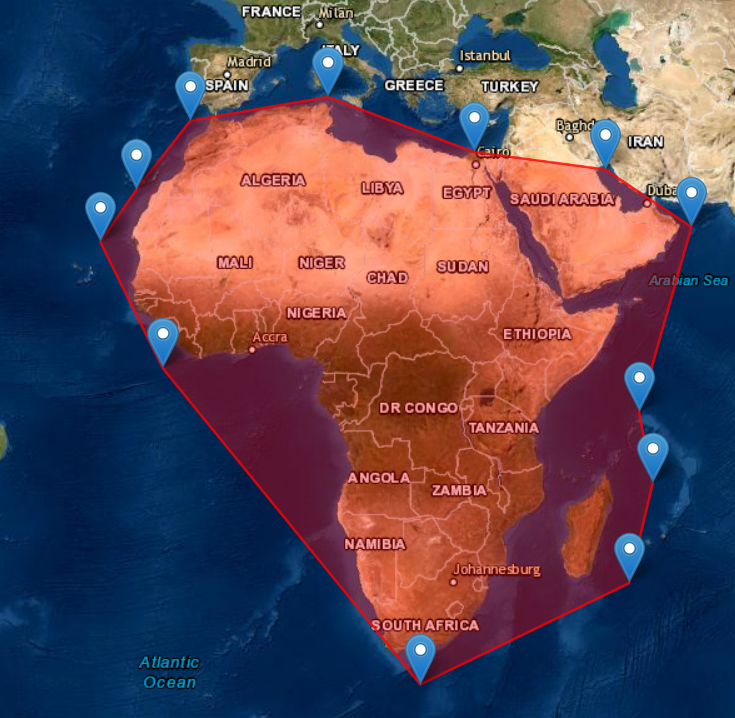 FRANCE
Milan
ITALY
Madrid
SPAIN
Istanbul
GREECE
TURKEY
Baghd
IRAN
Cairo
Duba
ALGERIA
LIBYA
EGYPT
SAUDI ARABIA
MALI
NIGER
CHAD
SUDAN
Arabian Sea
NIGERIA
Accra
ETHIOPIA
DR CONGO
TANZANIA
ANGOLA
ZAMBIA
NAMIBIA
Johannesburg
SOUTH AFRICA
Atlantic
Ocean